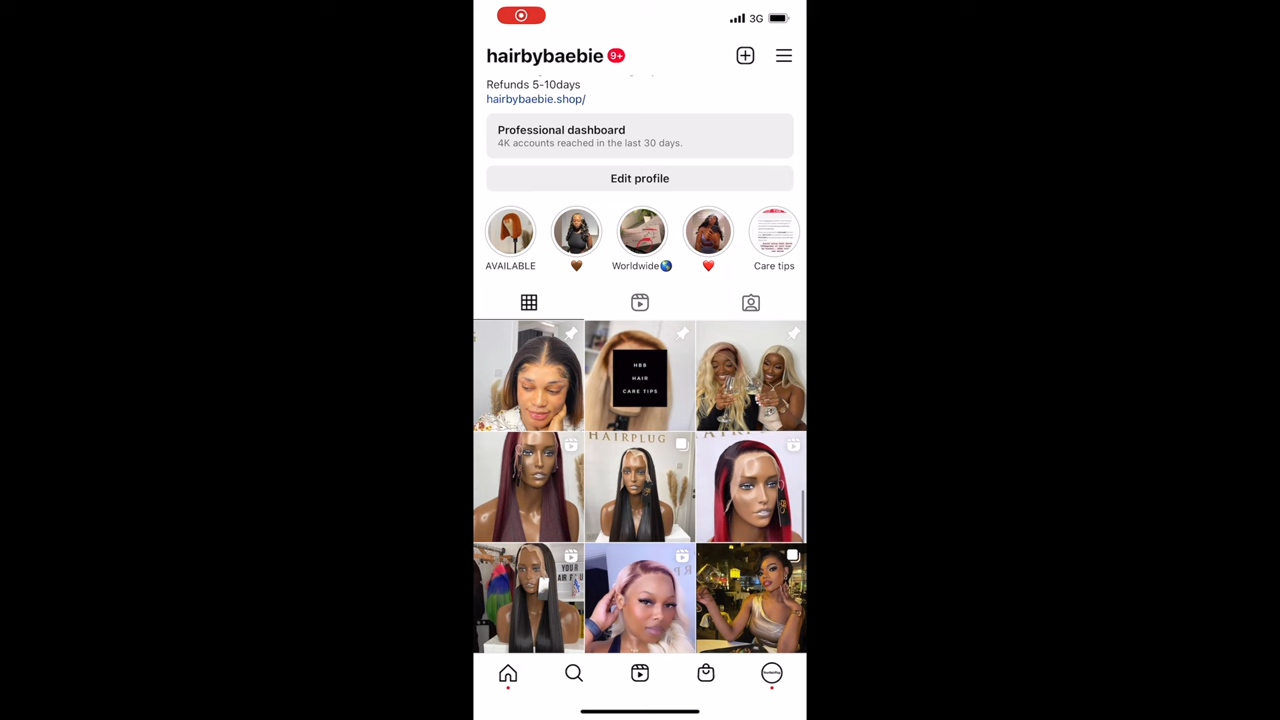 3G
hairbybaebie 9+
Refunds 5-10days
hairbybaebie.shop/
Professional dashboard
4K accounts reached in the last 30 days.
Edit profile
AVAILABLE
Worldwide🌎
Care tips
HBB
HAIR
CARE TIPS
HAIRPLUG
YOUR